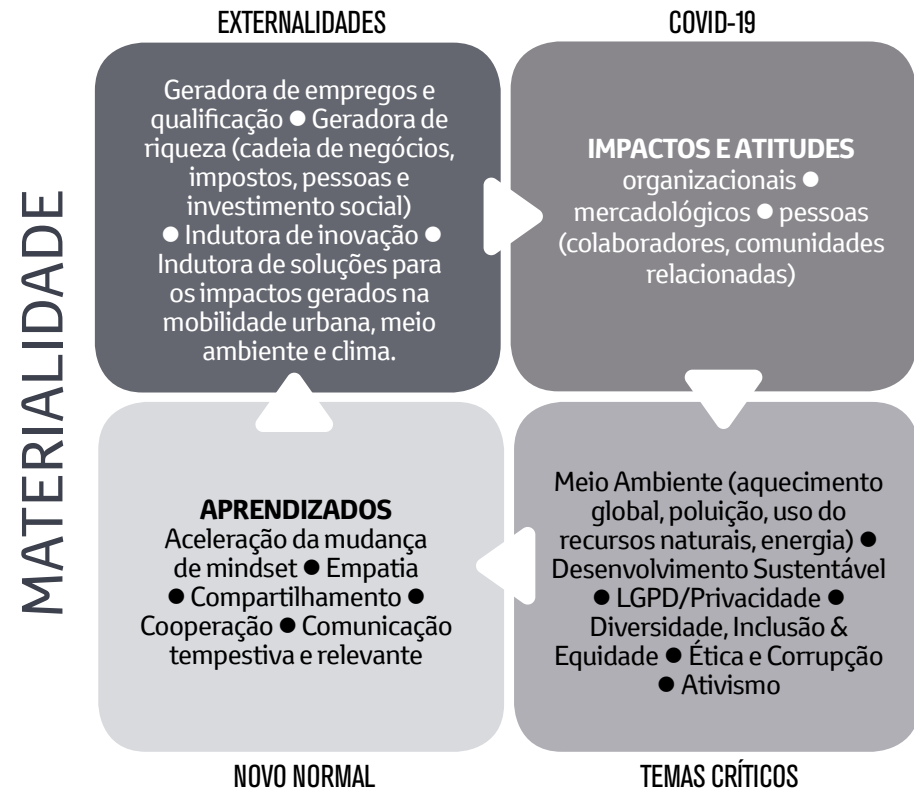 MATERIALIDADE
EXTERNALIDADES
Geradora de empregos e
qualificação ● Geradora de
riqueza (cadeia de negócios,
impostos, pessoas e
investimento social)
● Indutora de inovação ●
Indutora de soluções para
os impactos gerados na
mobilidade urbana, meio
ambiente e clima.
COVID-19
IMPACTOS E ATITUDES
organizacionais ●
mercadológicos ● pessoas
(colaboradores, comunidades
relacionadas)
Meio Ambiente (aquecimento
global, poluição, uso do
recursos naturais, energia) ●
Desenvolvimento Sustentável
● LGPD/Privacidade ●
Diversidade, Inclusão &
Equidade ● Ética e Corrupção
● Ativismo
TEMAS CRÍTICOS
APRENDIZADOS
Aceleração da mudança
de mindset ● Empatia
● Compartilhamento ●
Cooperação ● Comunicação
tempestiva e relevante
NOVO NORMAL